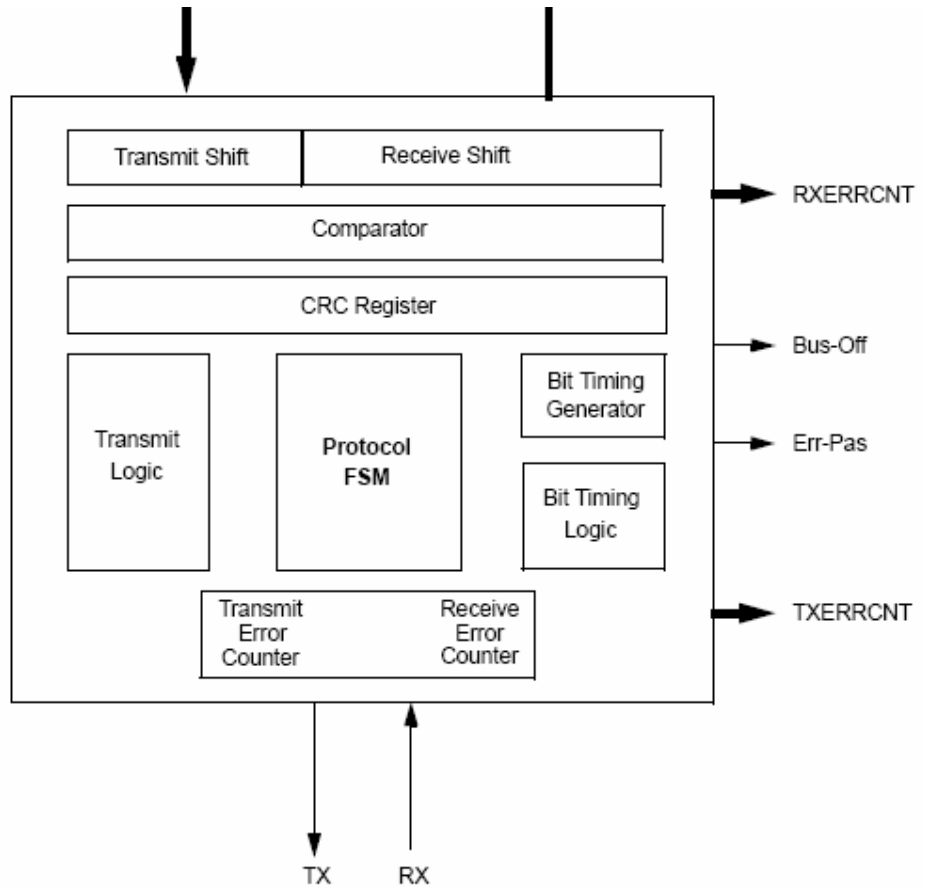 Transmit Shift
Receive Shift
RXERRCNT
Comparator
CRC Register
Bus-Off
Bit Timing
Generator
Transmit
Logic
Protocol
FSM
Err-Pas
Bit Timing
Logic
Transmit
Error
Counter
Receive
Error
Counter
TXERRCNT
TX
RX